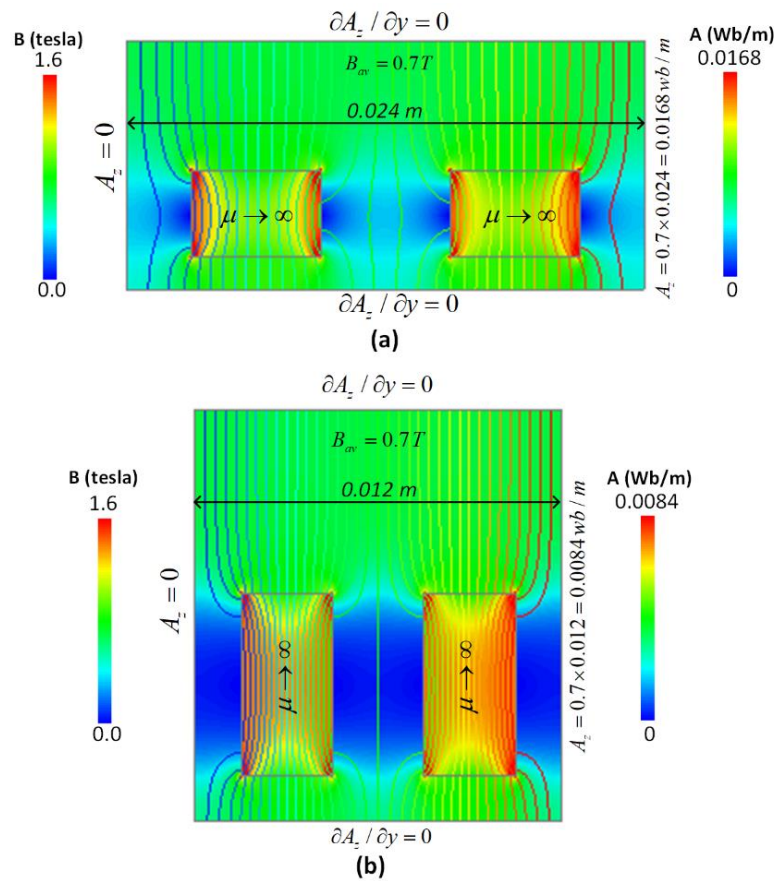 ∂A_z / ∂y = 0
B (tesla)
1.6
0.0
A (Wb/m)
0.0168
0
B_av = 0.7T
0.024 m
A_z = 0
μ → ∞
μ → ∞
A_z = 0.7 × 0.024 = 0.0168 wb / m
∂A_z / ∂y = 0
(a)
∂A_z / ∂y = 0
B (tesla)
1.6
0.0
A (Wb/m)
0.0084
0
B_av = 0.7T
0.012 m
A_z = 0
μ → ∞
μ → ∞
A_z = 0.7 × 0.012 = 0.0084 wb / m
∂A_z / ∂y = 0
(b)